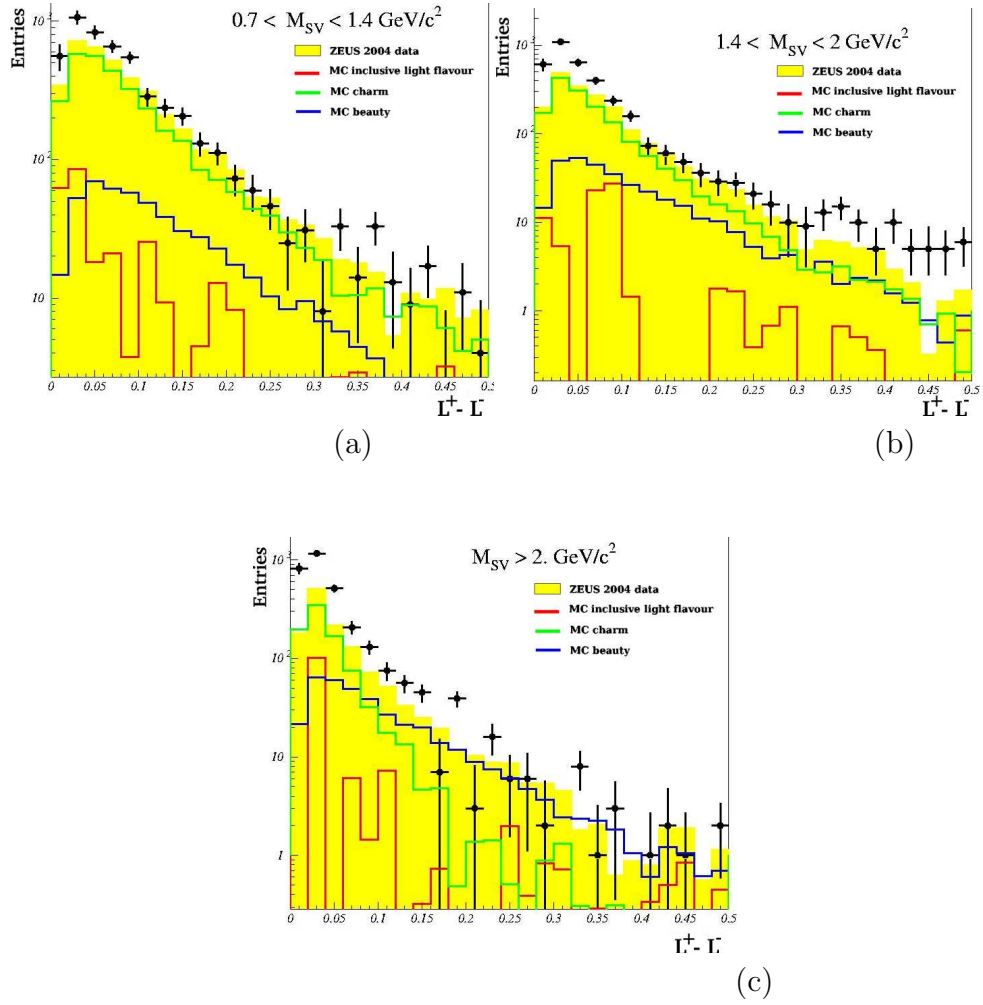 Entries
0.7 < M_SV < 1.4 GeV/c²
ZEUS 2004 data
MC inclusive light flavour
MC charm
MC beauty
10³
10²
10
0 0.05 0.1 0.15 0.2 0.25 0.3 0.35 0.4 0.45 0.5
L⁺- L⁻
(a)
Entries
1.4 < M_SV < 2 GeV/c²
ZEUS 2004 data
MC inclusive light flavour
MC charm
MC beauty
10³
10²
10
1
0 0.05 0.1 0.15 0.2 0.25 0.3 0.35 0.4 0.45 0.5
L⁺- L⁻
(b)
Entries
M_SV > 2. GeV/c²
ZEUS 2004 data
MC inclusive light flavour
MC charm
MC beauty
10³
10²
10
1
0 0.05 0.1 0.15 0.2 0.25 0.3 0.35 0.4 0.45 0.5
L⁺- L⁻
(c)